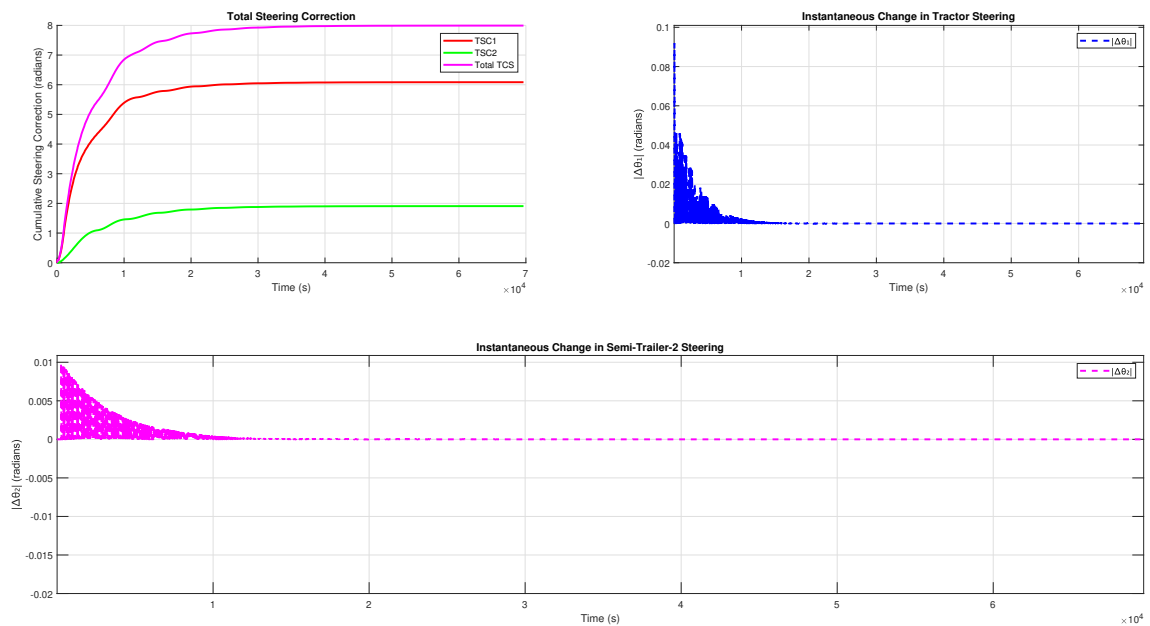 Total Steering Correction
Cumulative Steering Correction (radians)
8
7
6
5
4
3
2
1
0
TSC1
TSC2
Total TCS
0 1 2 3 4 5 6 7
Time (s)
×10⁴
Instantaneous Change in Tractor Steering
|Δθ₁| (radians)
0.1
0.08
0.06
0.04
0.02
0
-0.02
|Δθ₁|
1 2 3 4 5 6
Time (s)
×10⁴
Instantaneous Change in Semi-Trailer-2 Steering
|Δθ₂| (radians)
0.01
0.005
0
-0.005
-0.01
-0.015
-0.02
|Δθ₂|
1 2 3 4 5 6
Time (s)
×10⁴